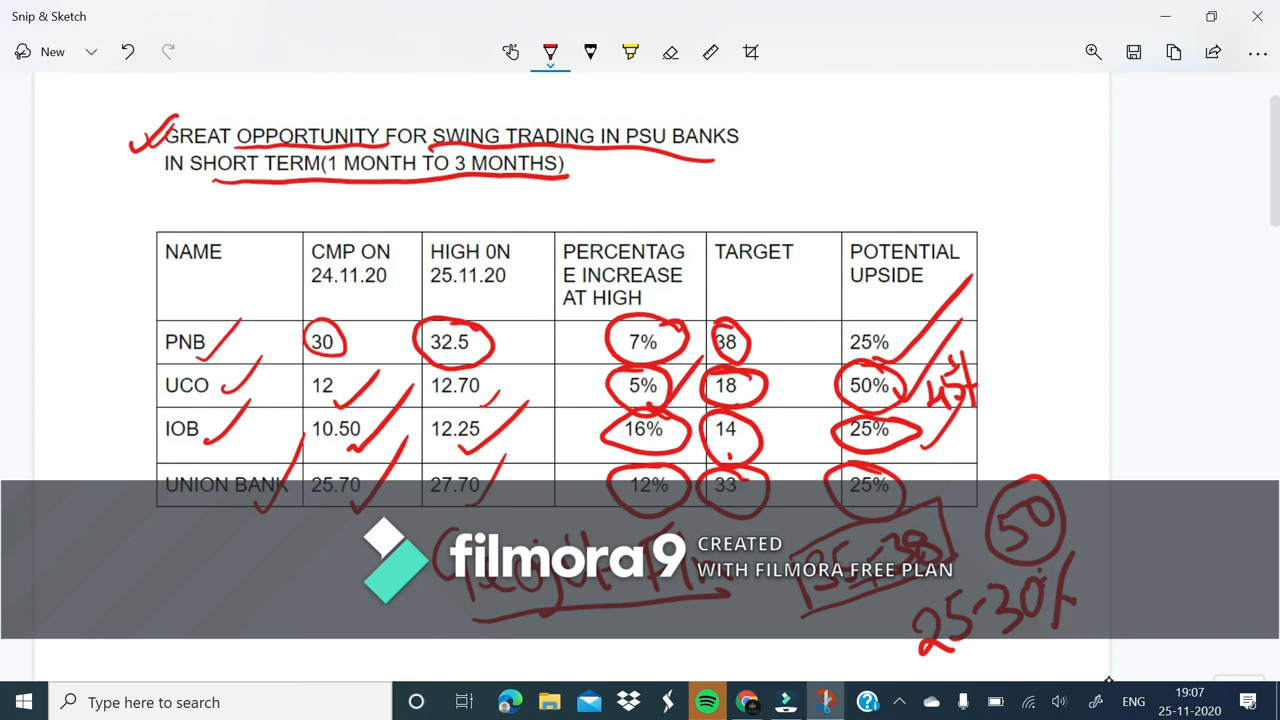 Snip & Sketch
New
GREAT OPPORTUNITY FOR SWING TRADING IN PSU BANKS
IN SHORT TERM(1 MONTH TO 3 MONTHS)
NAME CMP ON 24.11.20 HIGH 0N 25.11.20 PERCENTAG E INCREASE AT HIGH TARGET POTENTIAL UPSIDE
PNB 30 32.5 7% 38 25%
UCO 12 12.70 5% 18 50%
45%
IOB 10.50 12.25 16% 14 25%
UNION BANK 25.70 27.70 12% 33 25%
50
35-38
filmora9 CREATED
WITH FILMORA FREE PLAN
25-30%
Type here to search
ENG
19:07
25-11-2020